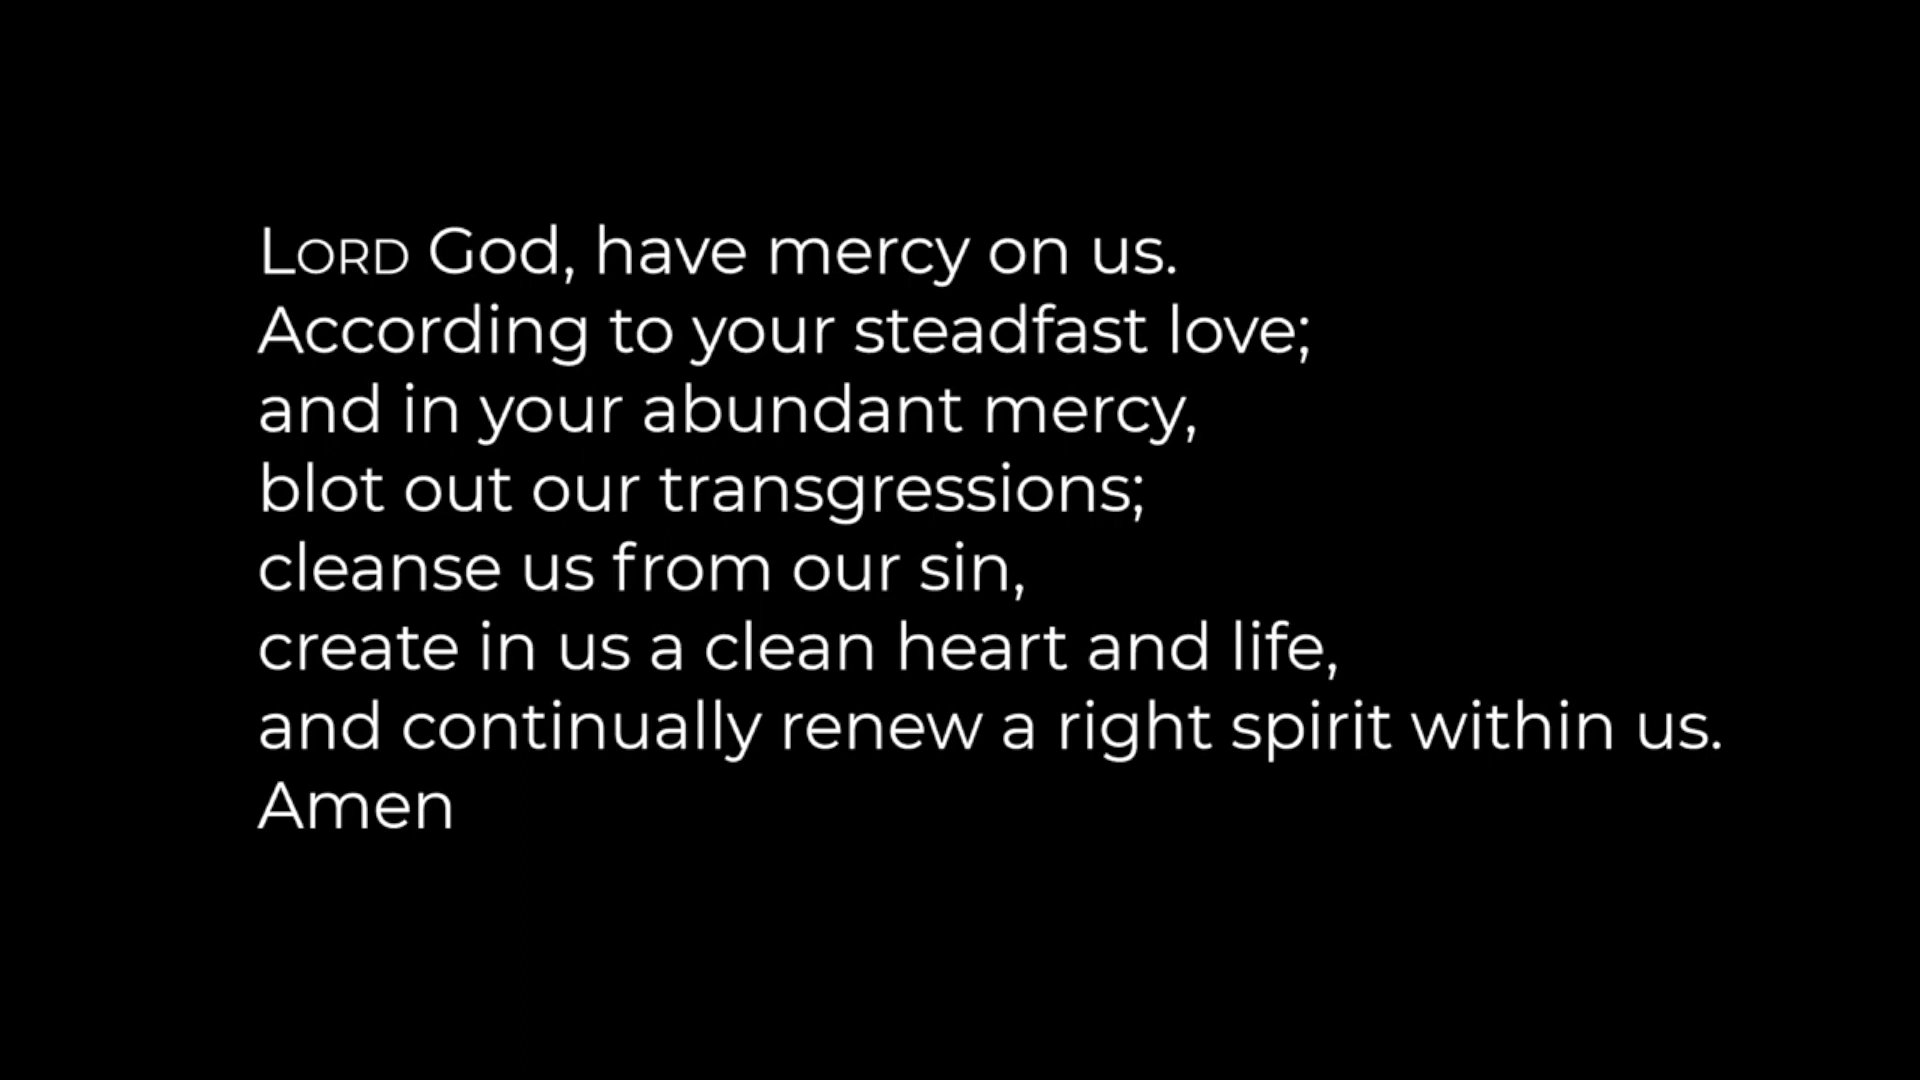 LORD God, have mercy on us.
According to your steadfast love;
and in your abundant mercy,
blot out our transgressions;
cleanse us from our sin,
create in us a clean heart and life,
and continually renew a right spirit within us.
Amen